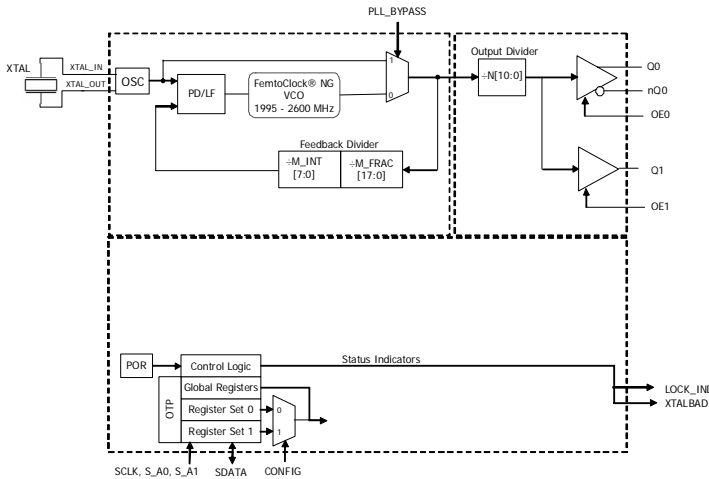 PLL_BYPASS
XTAL
XTAL_IN
XTAL_OUT
OSC
PD/LF
FemtoClock® NG
VCO
1995 - 2600 MHz
1
0
Output Divider
÷N[10:0]
Q0
nQ0
OE0
Feedback Divider
÷M_INT
[7:0]
÷M_FRAC
[17:0]
Q1
OE1
POR
Control Logic
Status Indicators
OTP
Global Registers
Register Set 0
0
Register Set 1
1
LOCK_IND
XTALBAD
SCLK, S_A0, S_A1
SDATA
CONFIG